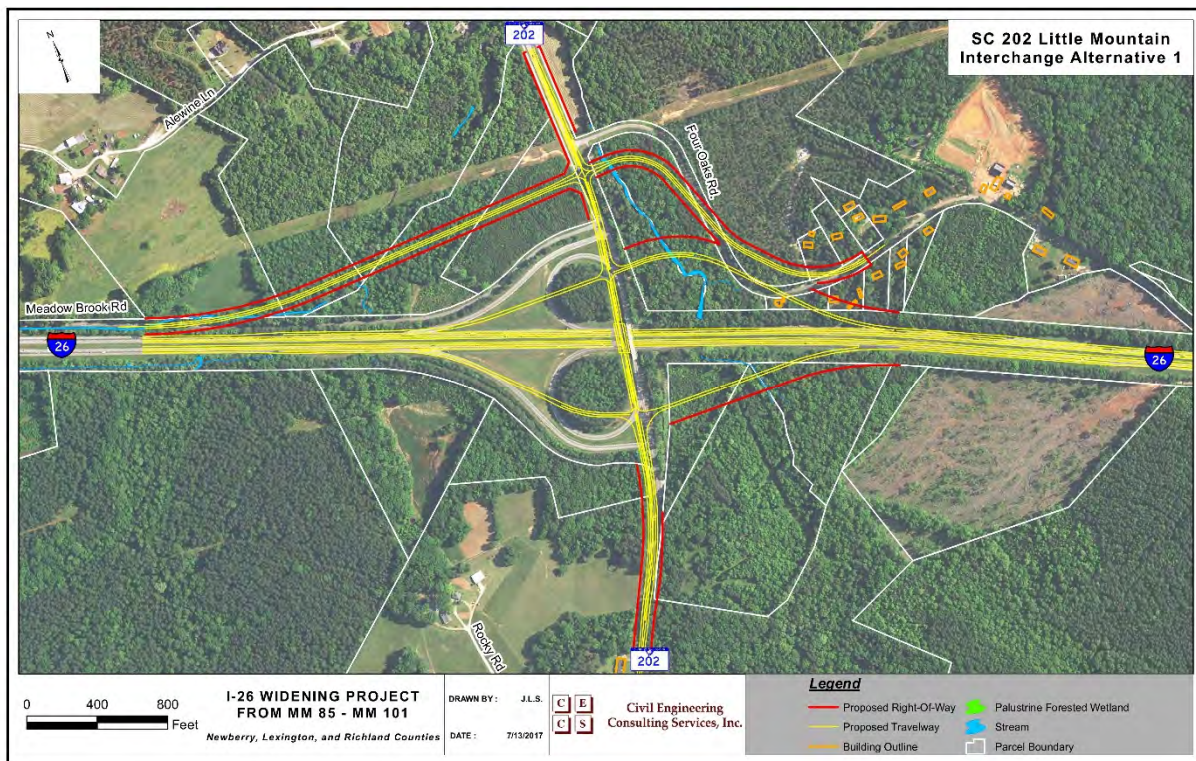 SC 202 Little Mountain
Interchange Alternative 1
N
202
Alewine Ln
Four Oaks Rd.
Meadow Brook Rd
26
26
Rocky Rd
202
0 400 800
Feet
I-26 WIDENING PROJECT
FROM MM 85 - MM 101
Newberry, Lexington, and Richland Counties
DRAWN BY : J.L.S.
DATE : 7/13/2017
C E
C S
Civil Engineering
Consulting Services, Inc.
Legend
Proposed Right-Of-Way
Proposed Travelway
Building Outline
Palustrine Forested Wetland
Stream
Parcel Boundary